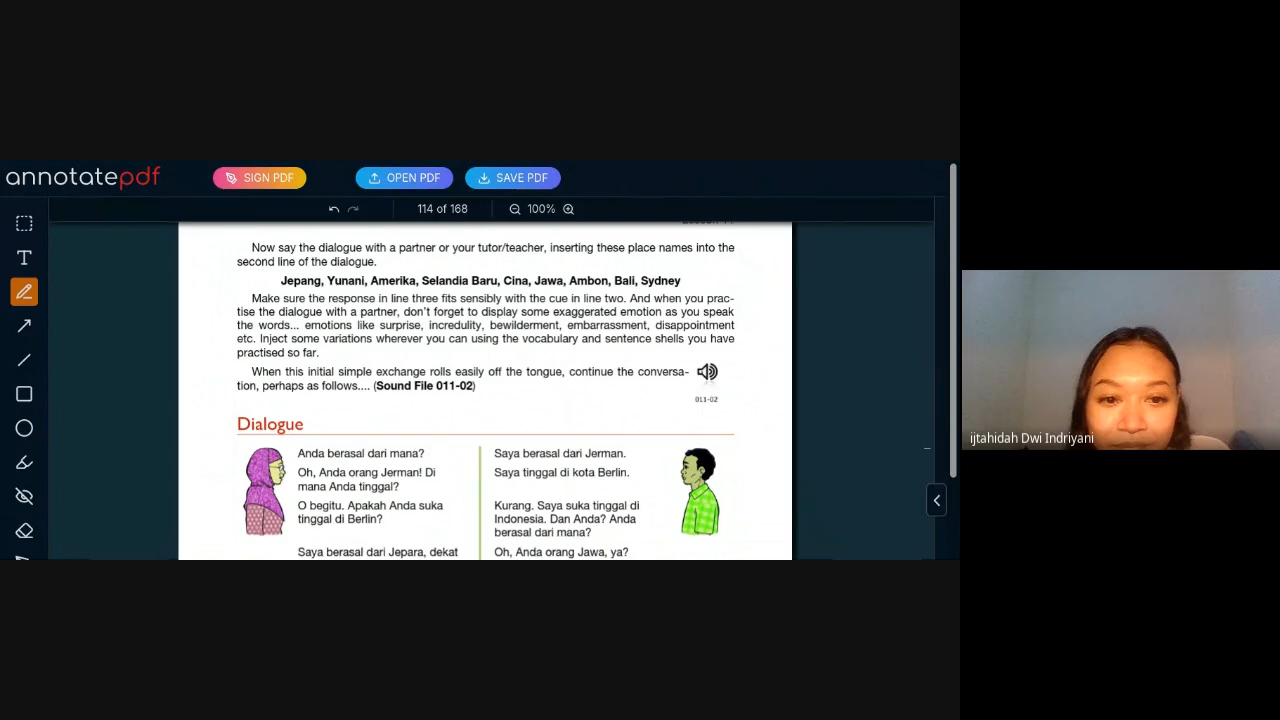 annotatepdf
SIGN PDF
OPEN PDF
SAVE PDF
114 of 168
100%
Now say the dialogue with a partner or your tutor/teacher, inserting these place names into the
second line of the dialogue.
Jepang, Yunani, Amerika, Selandia Baru, Cina, Jawa, Ambon, Bali, Sydney
Make sure the response in line three fits sensibly with the cue in line two. And when you prac-
tise the dialogue with a partner, don't forget to display some exaggerated emotion as you speak
the words... emotions like surprise, incredulity, bewilderment, embarrassment, disappointment
etc. Inject some variations wherever you can using the vocabulary and sentence shells you have
practised so far.
When this initial simple exchange rolls easily off the tongue, continue the conversa-
tion, perhaps as follows.... (Sound File 011-02)
011-02
Dialogue
Anda berasal dari mana?
Oh, Anda orang Jerman! Di
mana Anda tinggal?
O begitu. Apakah Anda suka
tinggal di Berlin?
Saya berasal dari Jepara, dekat
Saya berasal dari Jerman.
Saya tinggal di kota Berlin.
Kurang. Saya suka tinggal di
Indonesia. Dan Anda? Anda
berasal dari mana?
Oh, Anda orang Jawa, ya?
ijtahidah Dwi Indriyani